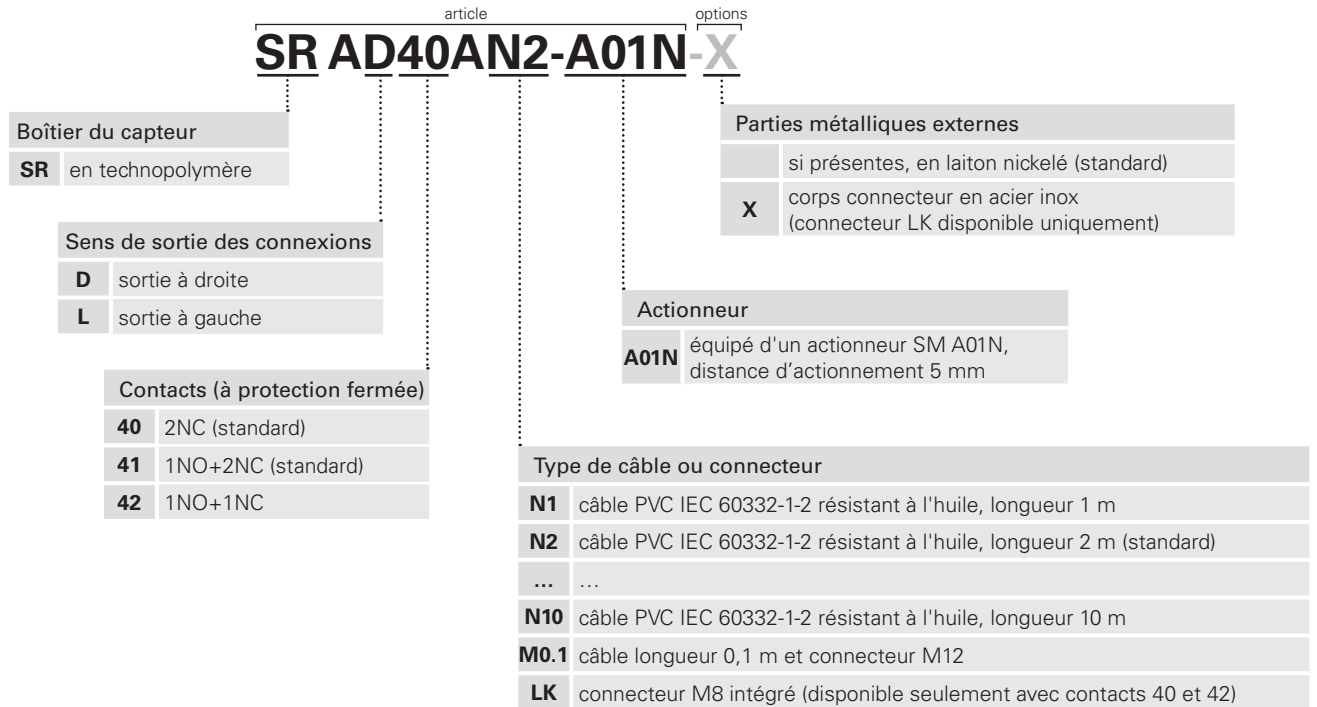 article
options
SR AD40AN2-A01N-X
Boîtier du capteur
SR en technopolymère
Parties métalliques externes
si présentes, en laiton nickelé (standard)
X corps connecteur en acier inox
(connecteur LK disponible uniquement)
Sens de sortie des connexions
D sortie à droite
L sortie à gauche
Actionneur
A01N équipé d'un actionneur SM A01N,
distance d’actionnement 5 mm
Contacts (à protection fermée)
40 2NC (standard)
41 1NO+2NC (standard)
42 1NO+1NC
Type de câble ou connecteur
N1 câble PVC IEC 60332-1-2 résistant à l'huile, longueur 1 m
N2 câble PVC IEC 60332-1-2 résistant à l'huile, longueur 2 m (standard)
… …
N10 câble PVC IEC 60332-1-2 résistant à l'huile, longueur 10 m
M0.1 câble longueur 0,1 m et connecteur M12
LK connecteur M8 intégré (disponible seulement avec contacts 40 et 42)